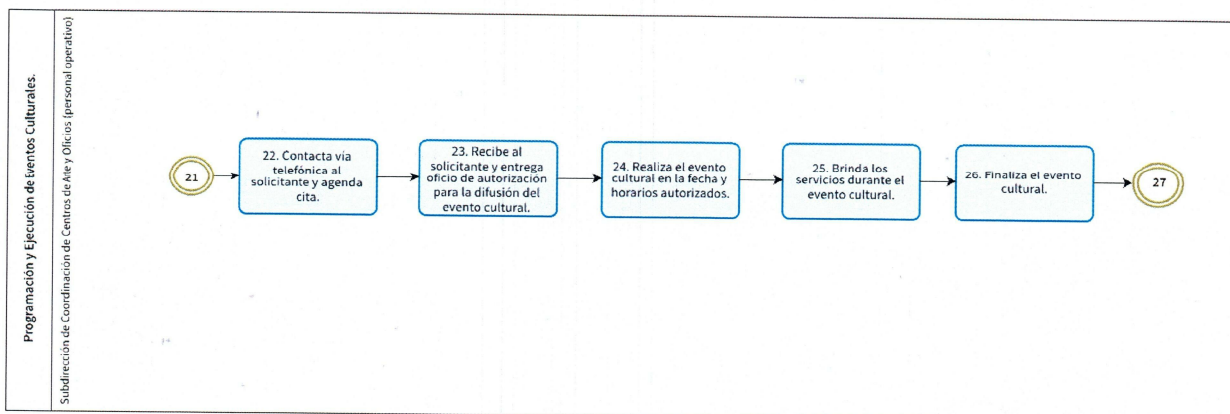 Programación y Ejecución de Eventos Culturales.
Subdirección de Coordinación de Centros de Arte y Oficios (personal operativo)
21
22. Contacta vía
telefónica al
solicitante y agenda
cita.
23. Recibe al
solicitante y entrega
oficio de autorización
para la difusión del
evento cultural.
24. Realiza el evento
cultural en la fecha y
horarios autorizados.
25. Brinda los
servicios durante el
evento cultural.
26. Finaliza el evento
cultural.
27